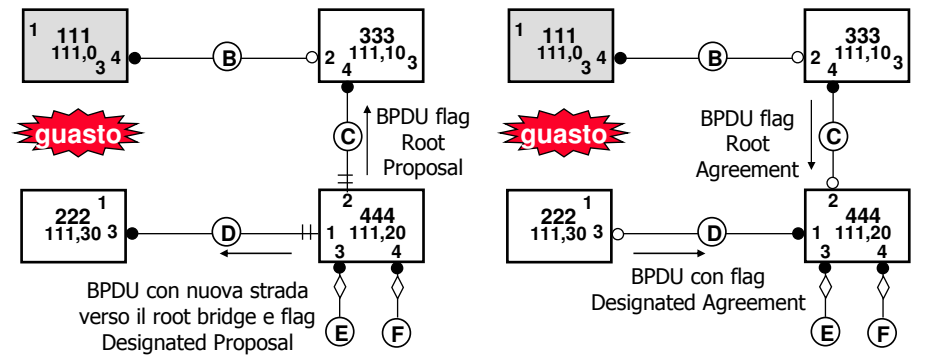 1
111
111,0
3
4
B
333
111,10
2
3
4
guasto
C
BPDU flag
Root
Proposal
222
111,30
1
3
D
2
444
111,20
1
3
4
BPDU con nuova strada
verso il root bridge e flag
Designated Proposal
E
F
1
111
111,0
3
4
B
333
111,10
2
3
4
guasto
BPDU flag
Root
Agreement
C
222
111,30
1
3
D
2
444
111,20
1
3
4
BPDU con flag
Designated Agreement
E
F